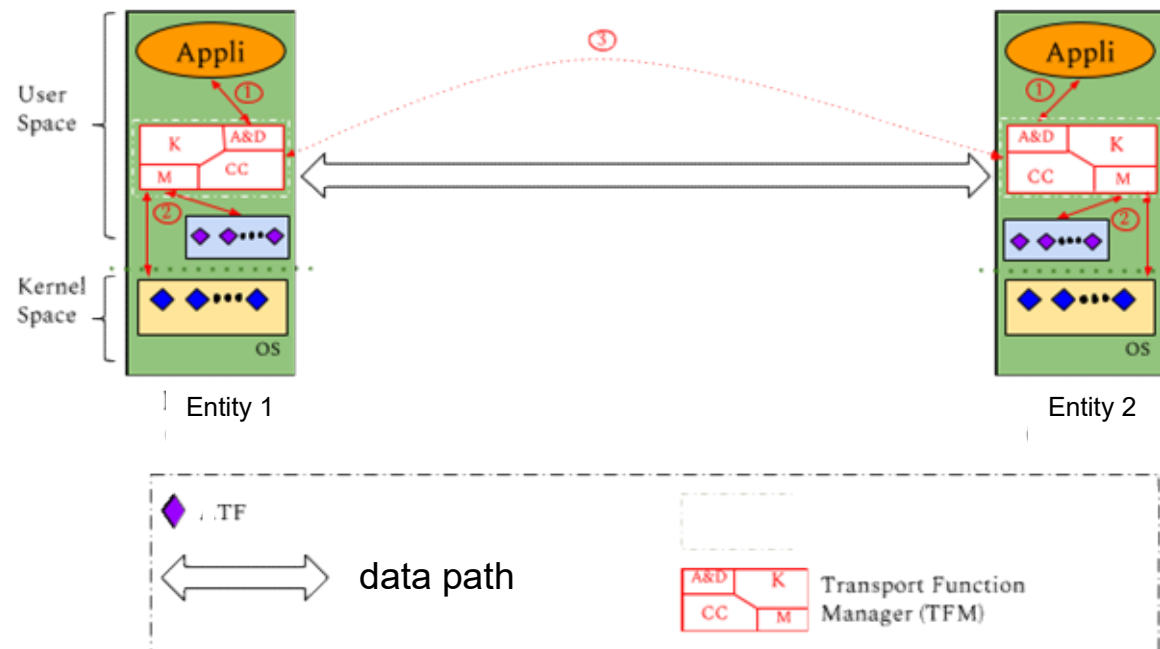 ③
Appli
Appli
User
Space
①
①
A&D
K
CC
M
A&D
K
CC
M
②
②
Kernel
Space
OS
OS
Entity 1
Entity 2
TF
data path
A&D
K
CC
M
Transport Function
Manager (TFM)